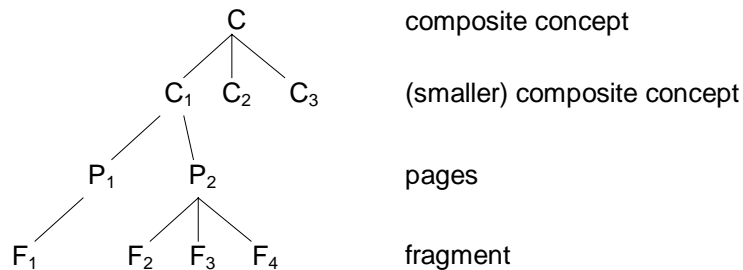 C composite concept
C₁ C₂ C₃ (smaller) composite concept
P₁ P₂ pages
F₁ F₂ F₃ F₄ fragment